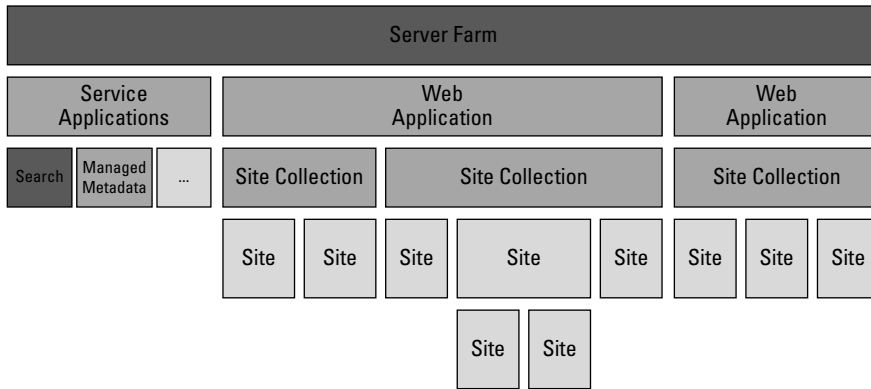 Server Farm
Service
Applications
Web
Application
Web
Application
Search
Managed
Metadata
...
Site Collection
Site Collection
Site Collection
Site
Site
Site
Site
Site
Site
Site
Site
Site
Site